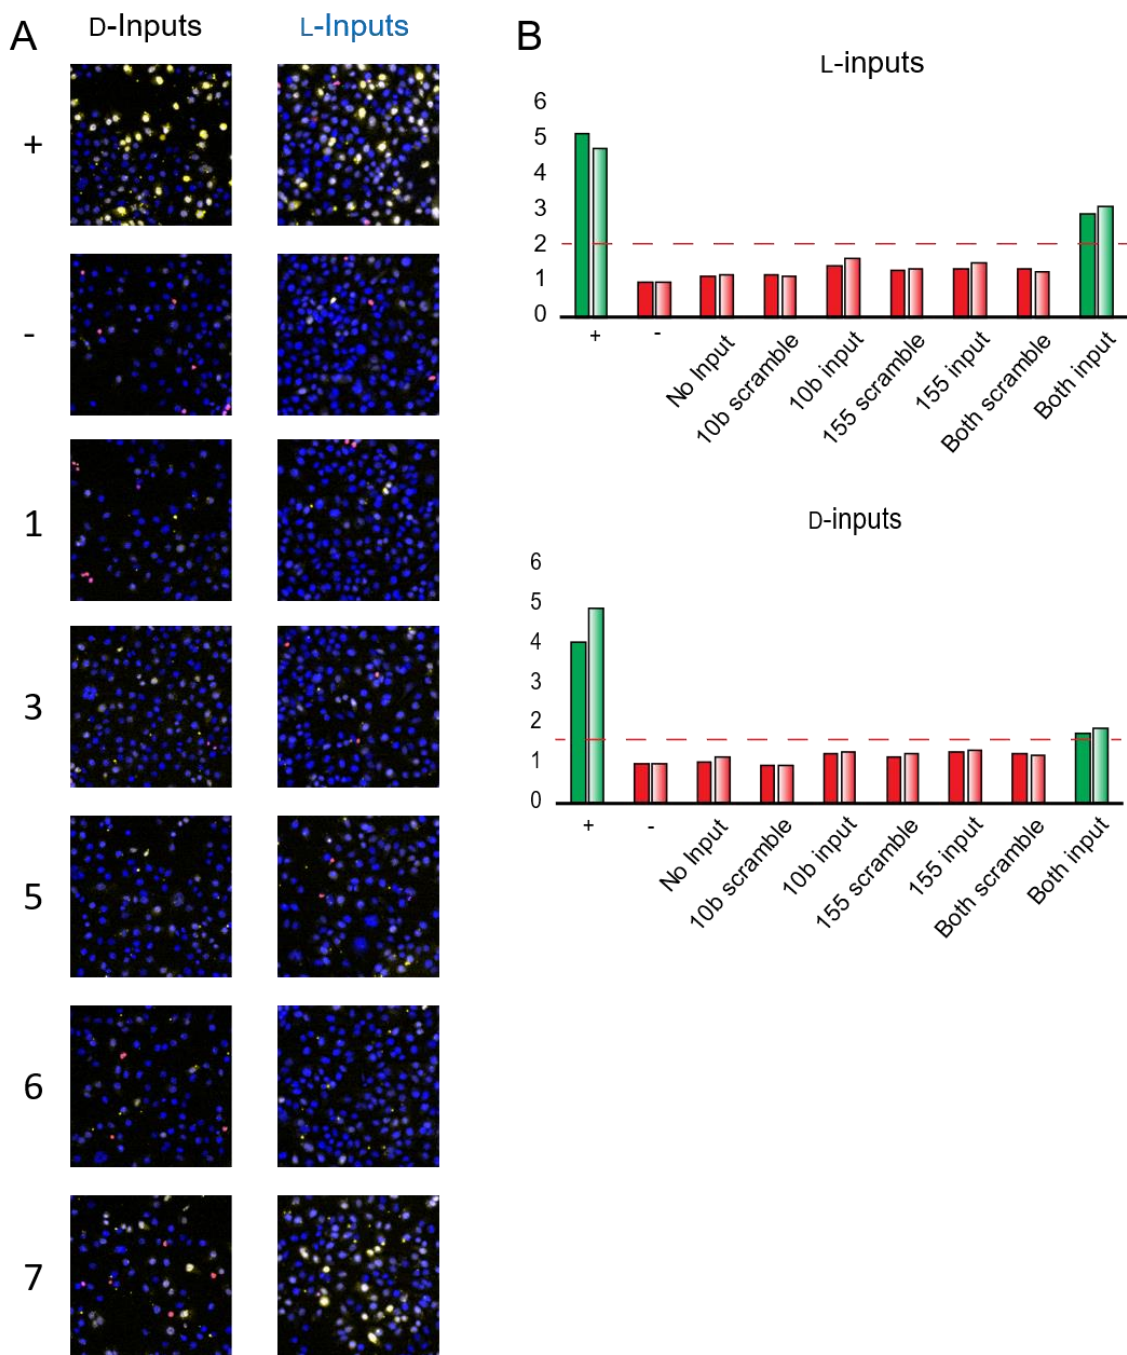 A
D-Inputs
L-Inputs
+
-
1
3
5
6
7
B
L-inputs
6
5
4
3
2
1
0
+
-
No Input
10b scramble
10b input
155 scramble
155 input
Both scramble
Both input
D-inputs
6
5
4
3
2
1
0
+
-
No Input
10b scramble
10b input
155 scramble
155 input
Both scramble
Both input